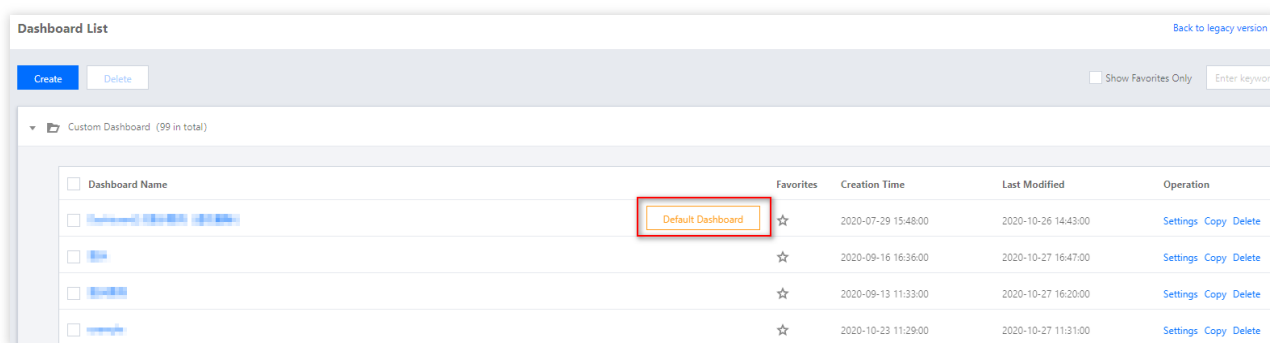 Dashboard List
Back to legacy version
Create Delete Show Favorites Only Enter keywor
Custom Dashboard (99 in total)
Dashboard Name Favorites Creation Time Last Modified Operation
Default Dashboard 2020-07-29 15:48:00 2020-10-26 14:43:00 Settings Copy Delete
2020-09-16 16:36:00 2020-10-27 16:47:00 Settings Copy Delete
2020-09-13 11:33:00 2020-10-27 16:20:00 Settings Copy Delete
2020-10-23 11:29:00 2020-10-27 11:31:00 Settings Copy Delete